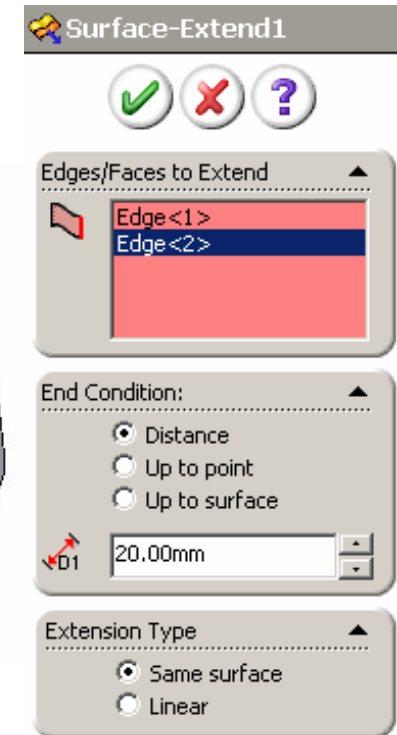 Surface-Extend1
?
Edges/Faces to Extend
Edge<1>
Edge<2>
End Condition:
Distance
Up to point
Up to surface
D1
20.00mm
Extension Type
Same surface
Linear